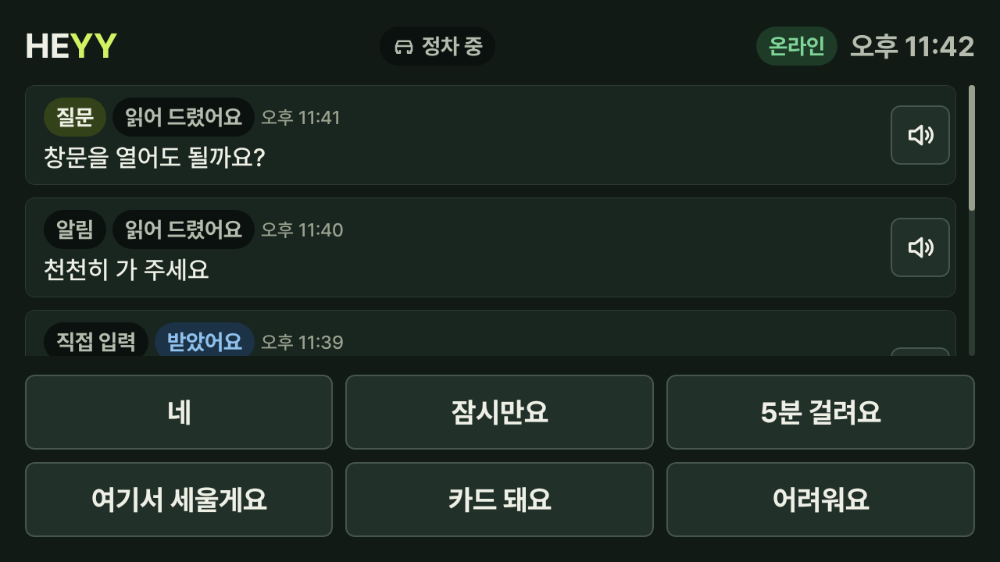 HEYY 정차 중 온라인 오후 11:42
질문 읽어 드렸어요 오후 11:41
창문을 열어도 될까요?
알림 읽어 드렸어요 오후 11:40
천천히 가 주세요
직접 입력 받았어요 오후 11:39
네 잠시만요 5분 걸려요
여기서 세울게요 카드 돼요 어려워요